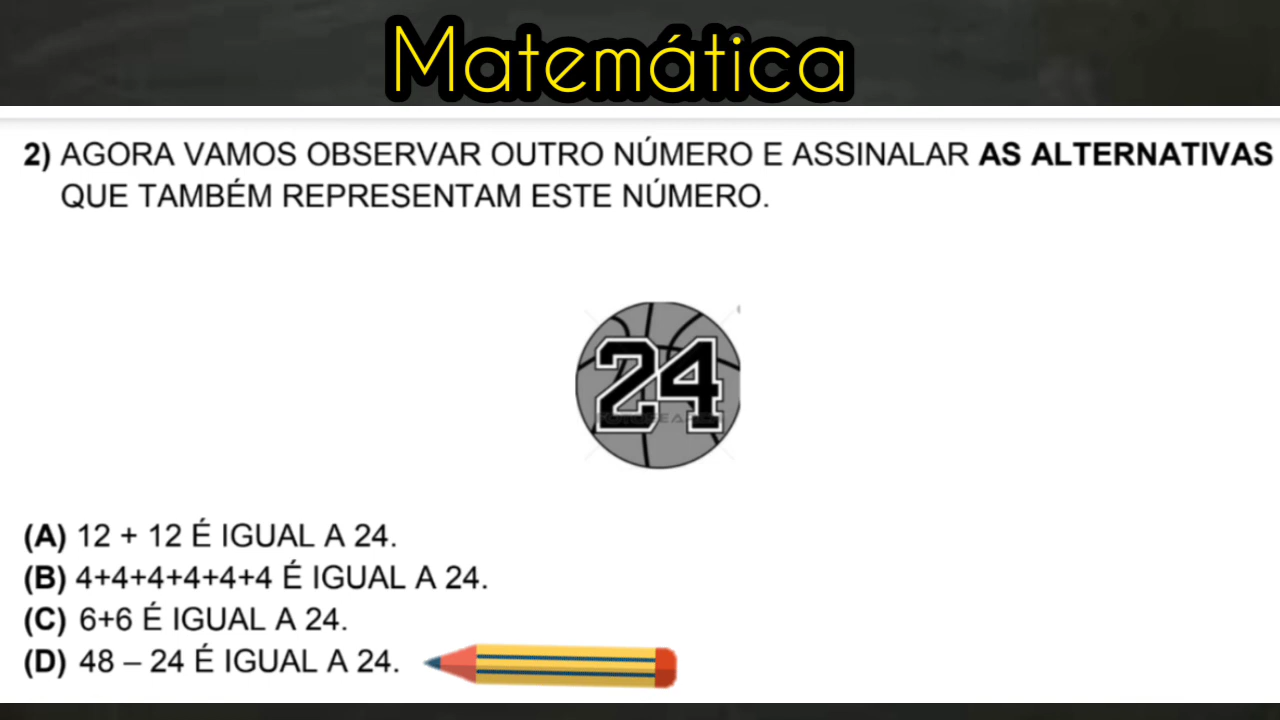 Matemática
2) AGORA VAMOS OBSERVAR OUTRO NÚMERO E ASSINALAR AS ALTERNATIVAS
QUE TAMBÉM REPRESENTAM ESTE NÚMERO.
24
(A) 12 + 12 É IGUAL A 24.
(B) 4+4+4+4+4+4 É IGUAL A 24.
(C) 6+6 É IGUAL A 24.
(D) 48 – 24 É IGUAL A 24.